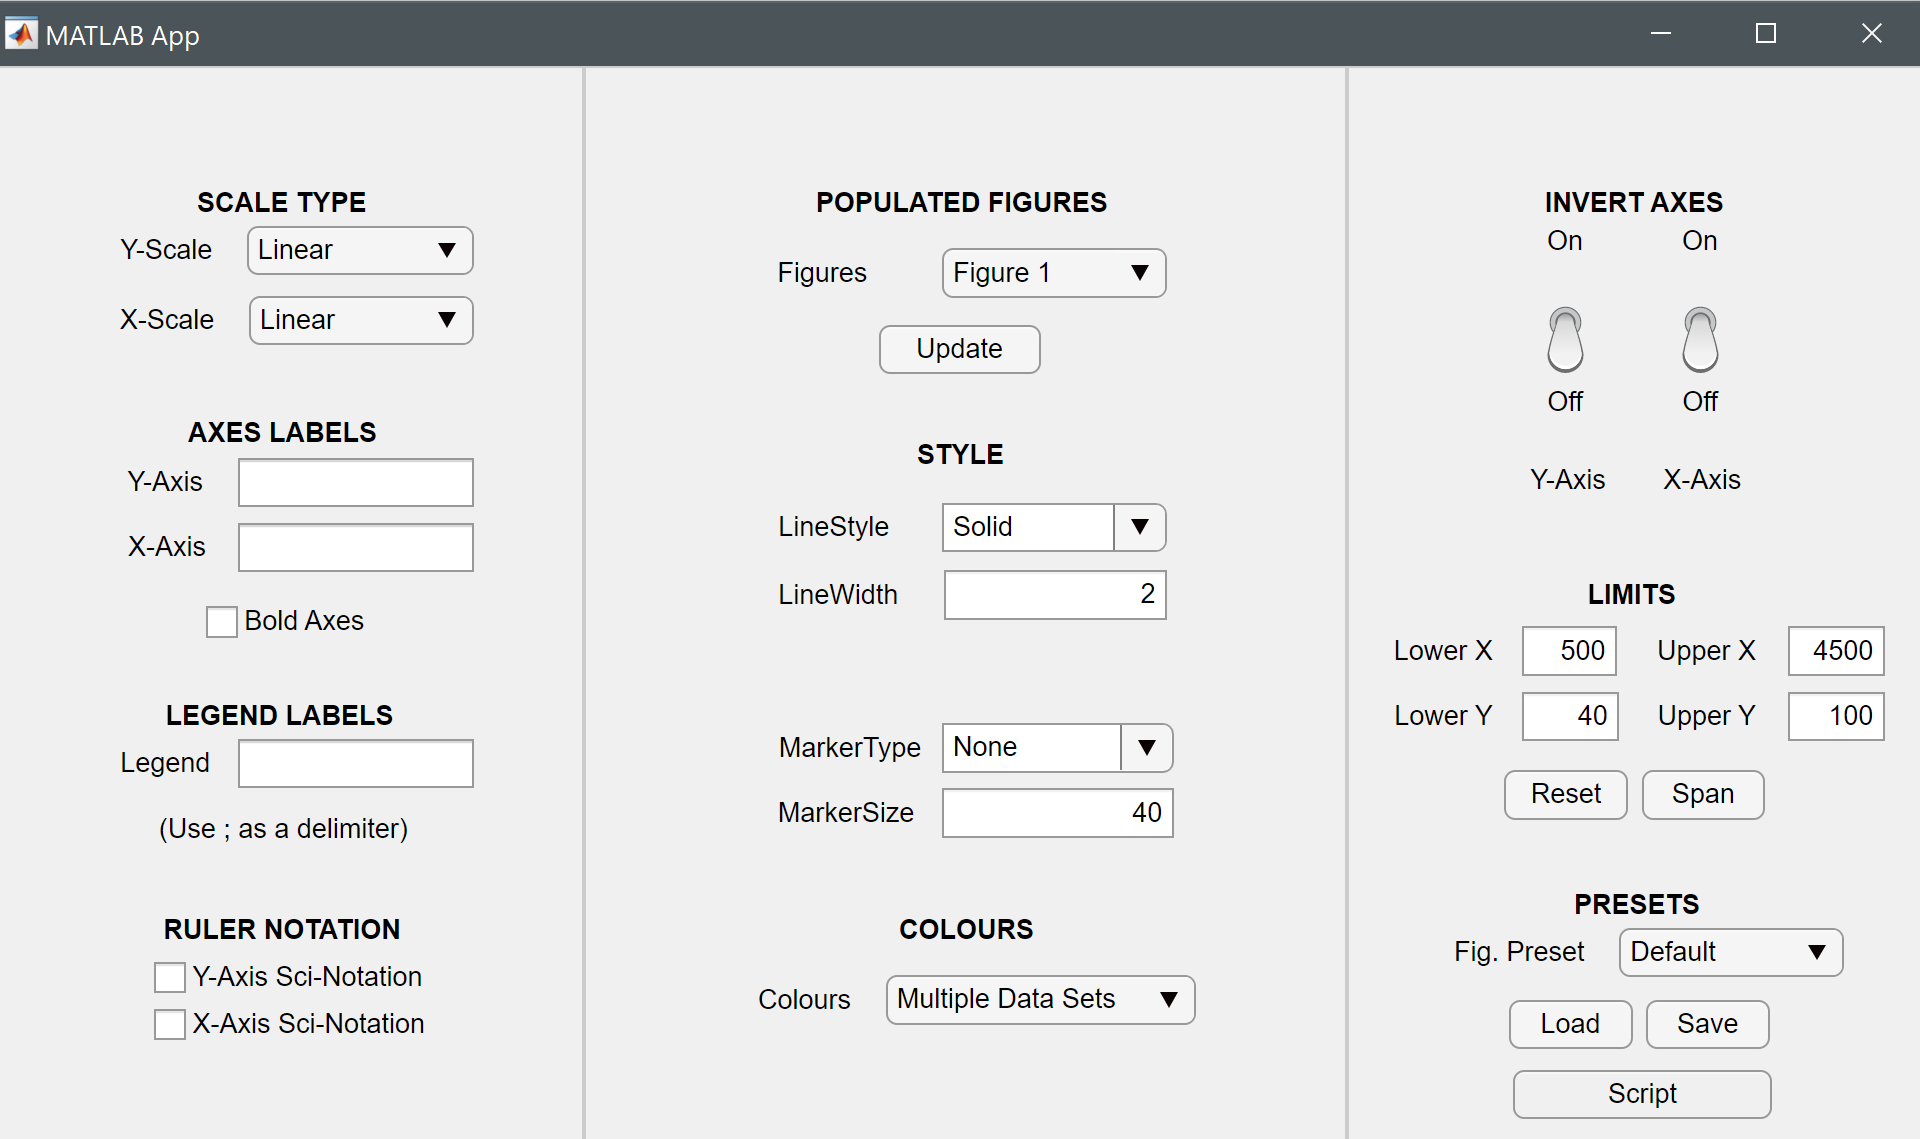 MATLAB App
SCALE TYPE
Y-Scale Linear
X-Scale Linear
AXES LABELS
Y-Axis
X-Axis
Bold Axes
LEGEND LABELS
Legend
(Use ; as a delimiter)
RULER NOTATION
Y-Axis Sci-Notation
X-Axis Sci-Notation
POPULATED FIGURES
Figures Figure 1
Update
STYLE
LineStyle Solid
LineWidth 2
MarkerType None
MarkerSize 40
COLOURS
Colours Multiple Data Sets
INVERT AXES
On On
Off Off
Y-Axis X-Axis
LIMITS
Lower X 500 Upper X 4500
Lower Y 40 Upper Y 100
Reset Span
PRESETS
Fig. Preset Default
Load Save
Script